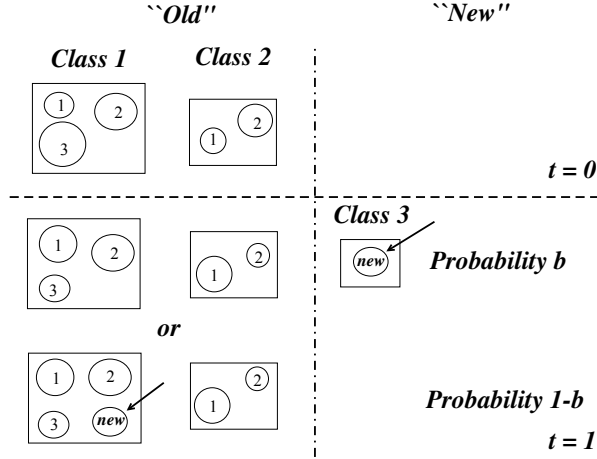 ``Old"
``New"
Class 1
Class 2
1
2
3
1
2
t = 0
Class 3
1
2
3
1
2
new
Probability b
or
1
2
3
new
1
2
Probability 1-b
t = 1